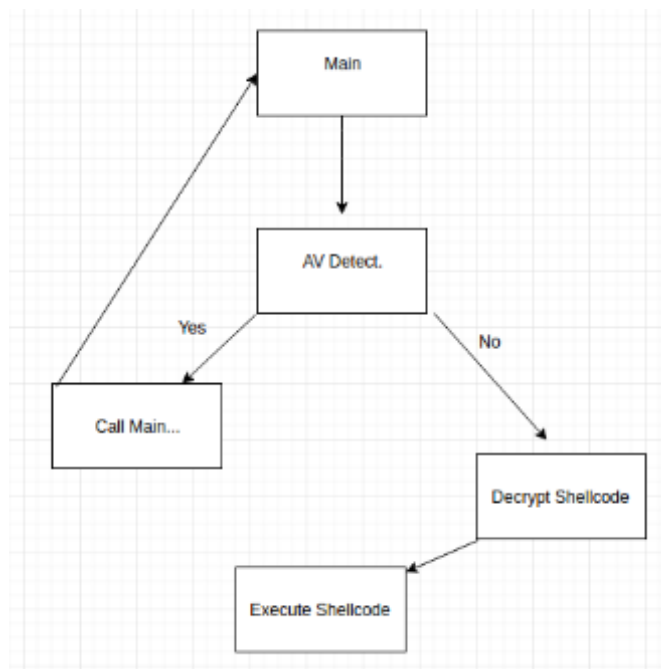 Main
AV Detect.
Yes
No
Call Main...
Decrypt Shellcode
Execute Shellcode